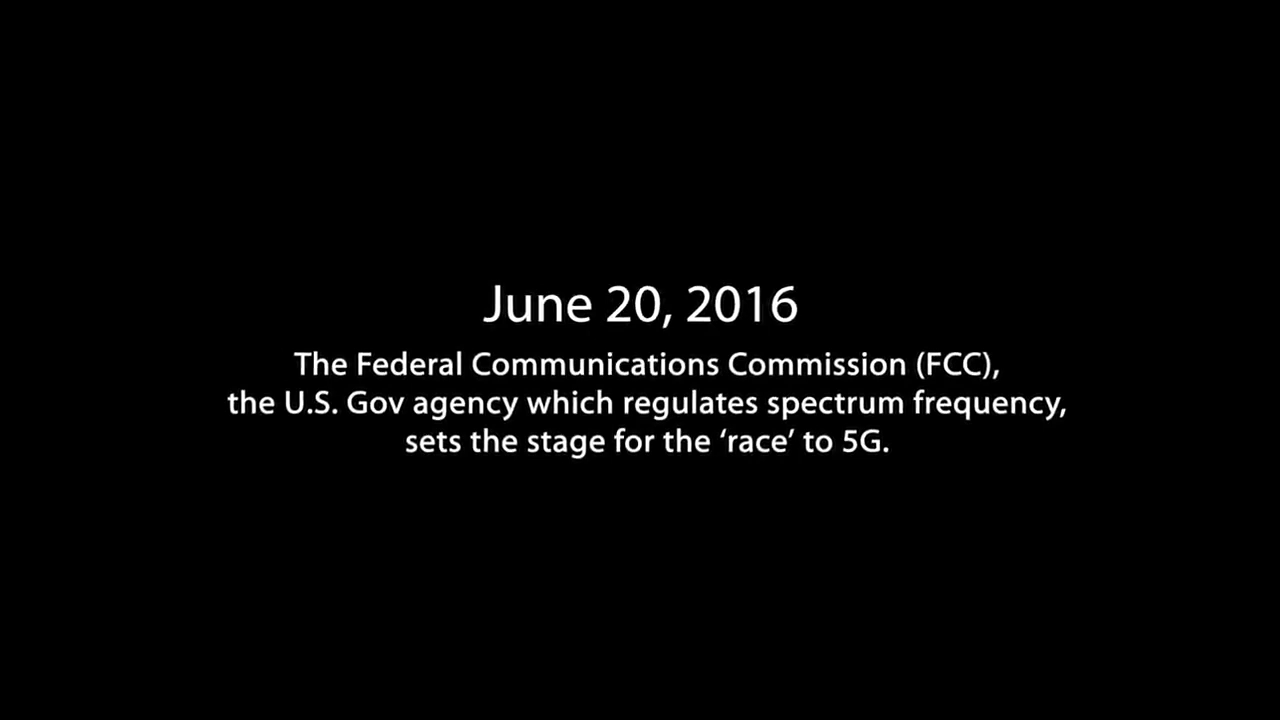 June 20, 2016
The Federal Communications Commission (FCC),
the U.S. Gov agency which regulates spectrum frequency,
sets the stage for the ‘race’ to 5G.